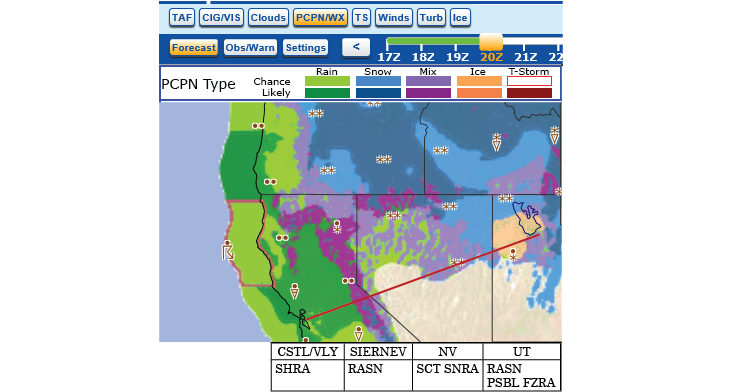 TAF CIG/VIS Clouds PCPN/WX TS Winds Turb Ice
Forecast Obs/Warn Settings <
17Z 18Z 19Z 20Z 21Z 22
PCPN Type
Rain Snow Mix Ice T-Storm
Chance
Likely
CSTL/VLY SIERNEV NV UT
SHRA RASN SCT SNRA RASN
PSBL FZRA